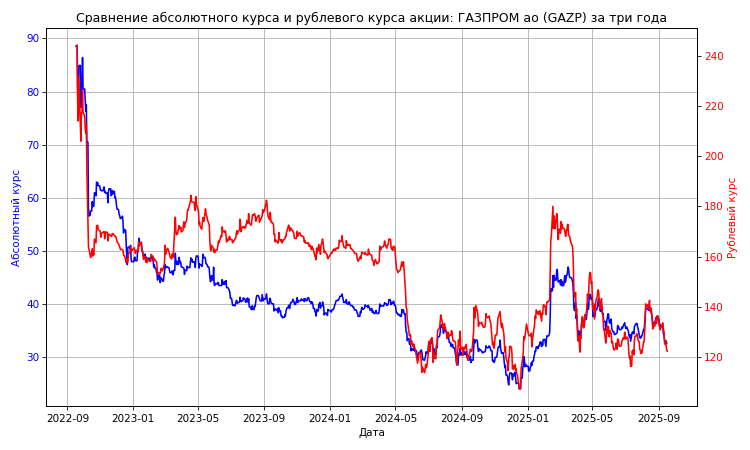 Сравнение абсолютного курса и рублевого курса акции: ГАЗПРОМ ао (GAZP) за три года
90
80
70
60
50
40
30
Абсолютный курс
240
220
200
180
160
140
120
Рублевый курс
2022-09 2023-01 2023-05 2023-09 2024-01 2024-05 2024-09 2025-01 2025-05 2025-09
Дата